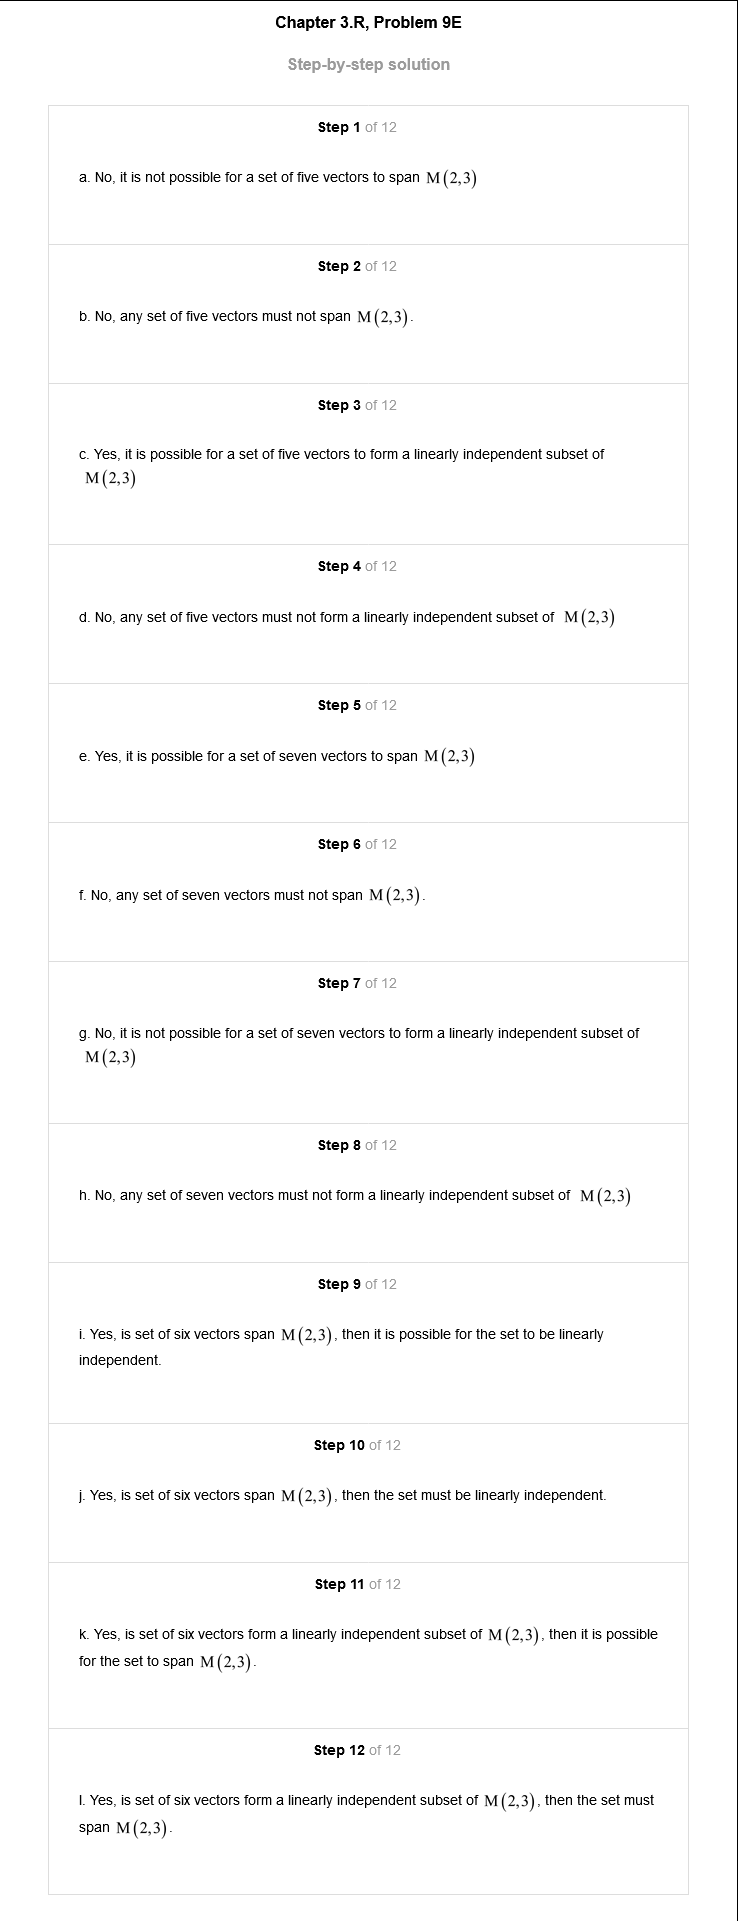 Chapter 3.R, Problem 9E
Step-by-step solution
Step 1 of 12
a. No, it is not possible for a set of five vectors to span M(2,3)
Step 2 of 12
b. No, any set of five vectors must not span M(2,3).
Step 3 of 12
c. Yes, it is possible for a set of five vectors to form a linearly independent subset of
M(2,3)
Step 4 of 12
d. No, any set of five vectors must not form a linearly independent subset of M(2,3)
Step 5 of 12
e. Yes, it is possible for a set of seven vectors to span M(2,3)
Step 6 of 12
f. No, any set of seven vectors must not span M(2,3).
Step 7 of 12
g. No, it is not possible for a set of seven vectors to form a linearly independent subset of
M(2,3)
Step 8 of 12
h. No, any set of seven vectors must not form a linearly independent subset of M(2,3)
Step 9 of 12
i. Yes, is set of six vectors span M(2,3), then it is possible for the set to be linearly
independent.
Step 10 of 12
j. Yes, is set of six vectors span M(2,3), then the set must be linearly independent.
Step 11 of 12
k. Yes, is set of six vectors form a linearly independent subset of M(2,3), then it is possible
for the set to span M(2,3).
Step 12 of 12
l. Yes, is set of six vectors form a linearly independent subset of M(2,3), then the set must
span M(2,3).